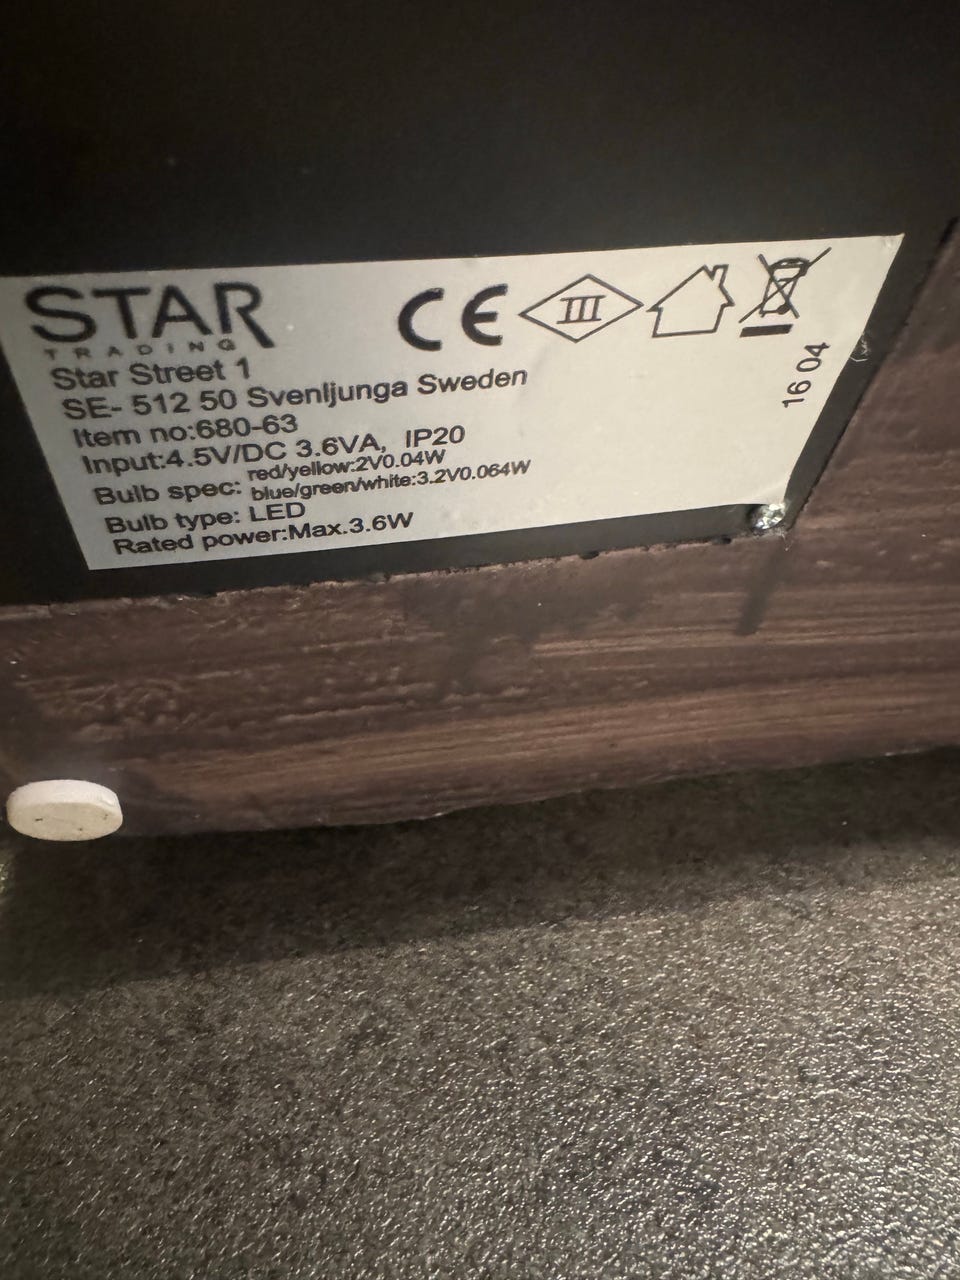 STAR
TRADING
CE
III
Star Street 1
SE- 512 50 Svenljunga Sweden
Item no:680-63
Input:4.5V/DC 3.6VA, IP20
Bulb spec: red/yellow:2V0.04W
blue/green/white:3.2V0.064W
Bulb type: LED
Rated power:Max.3.6W
16 04